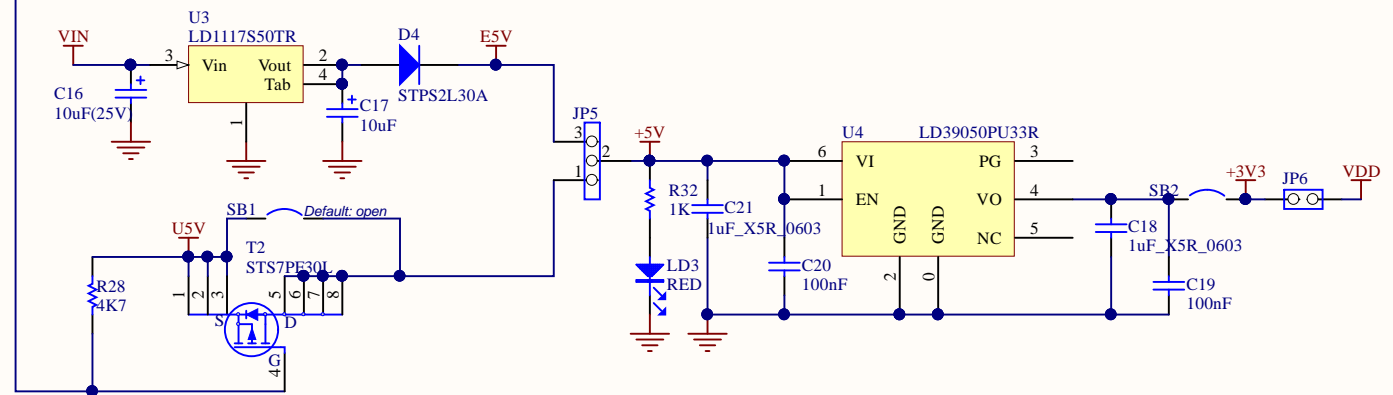 U3
LD1117S50TR
VIN
3
Vin
Vout
Tab
2
4
1
C16
10uF(25V)
C17
10uF
D4
STPS2L30A
E5V
JP5
3
2
1
+5V
R32
1K
C21
1uF_X5R_0603
LD3
RED
C20
100nF
U4
LD39050PU33R
6
VI
1
EN
GND
GND
2
0
PG
3
VO
4
NC
5
SB2
+3V3
JP6
VDD
C18
1uF_X5R_0603
C19
100nF
SB1
Default: open
U5V
T2
STS7PF30L
R28
4K7
1
2
3
5
6
7
8
S
D
G
4